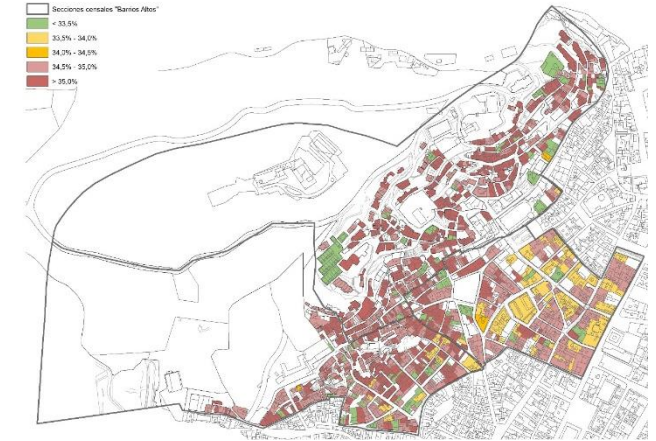 Secciones censales "Barrios Altos"
< 33,5%
33,5% - 34,0%
34,0% - 34,5%
34,5% - 35,0%
> 35,0%